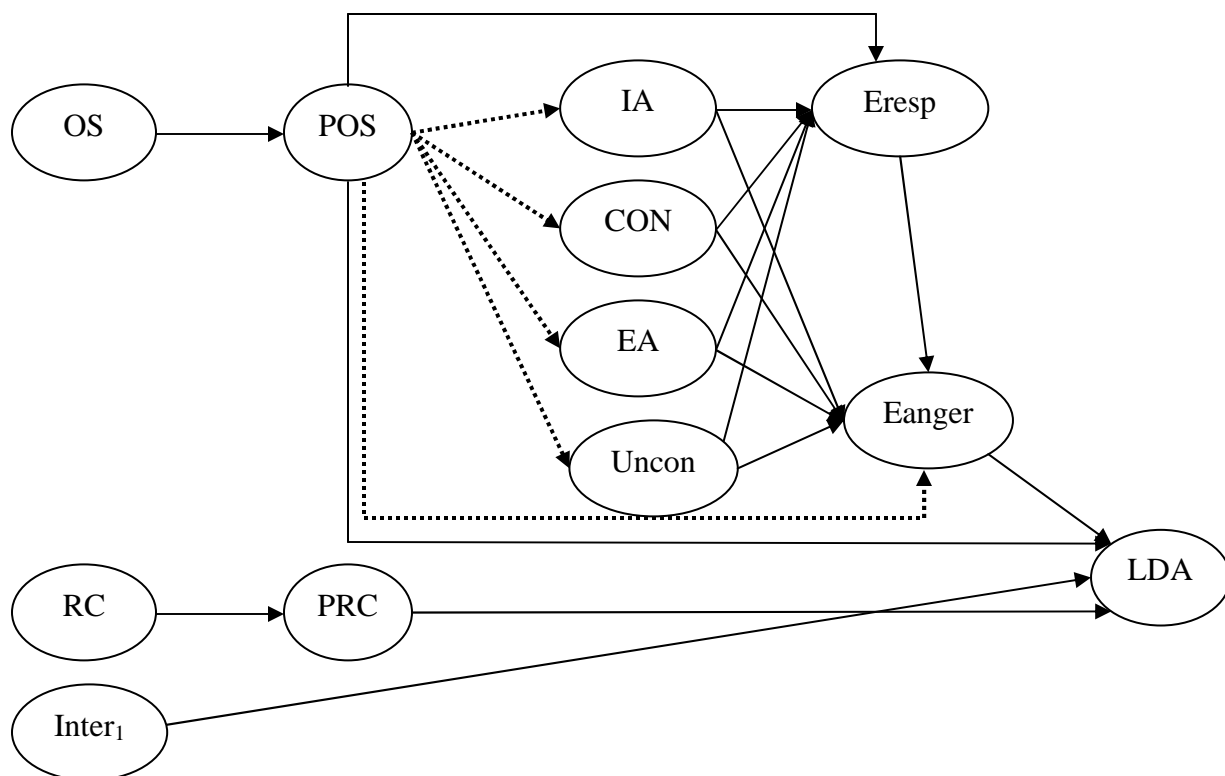 IA
Eresp
OS
POS
CON
EA
Eanger
Uncon
LDA
RC
PRC
Inter₁